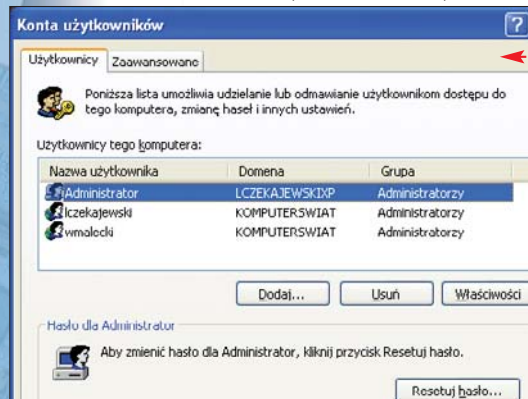 Konta użytkowników
?
Użytkownicy Zaawansowane
Poniższa lista umożliwia udzielanie lub odmawianie użytkownikom dostępu do
tego komputera, zmianę haseł i innych ustawień.
Użytkownicy tego komputera:
Nazwa użytkownika Domena Grupa
Administrator LCZEKAJEWSKIXP Administratorzy
lczekajewski KOMPUTERSWIAT Administratorzy
wmalecki KOMPUTERSWIAT Administratorzy
Dodaj... Usuń Właściwości
Hasło dla Administrator
Aby zmienić hasło dla Administrator, kliknij przycisk Resetuj hasło.
Resetuj hasło...